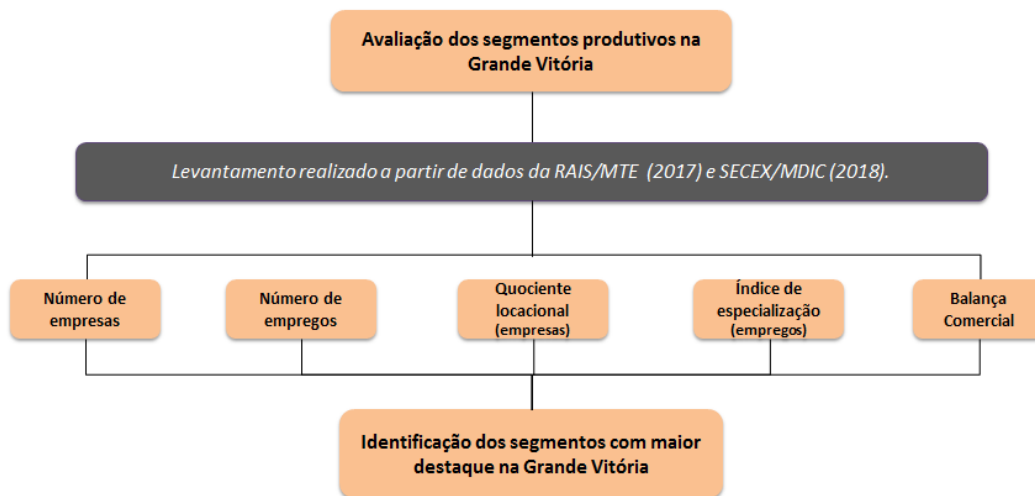 Avaliação dos segmentos produtivos na
Grande Vitória
Levantamento realizado a partir de dados da RAIS/MTE (2017) e SECEX/MDIC (2018).
Número de
empresas
Número de
empregos
Quociente
locacional
(empresas)
Índice de
especialização
(empregos)
Balança
Comercial
Identificação dos segmentos com maior
destaque na Grande Vitória